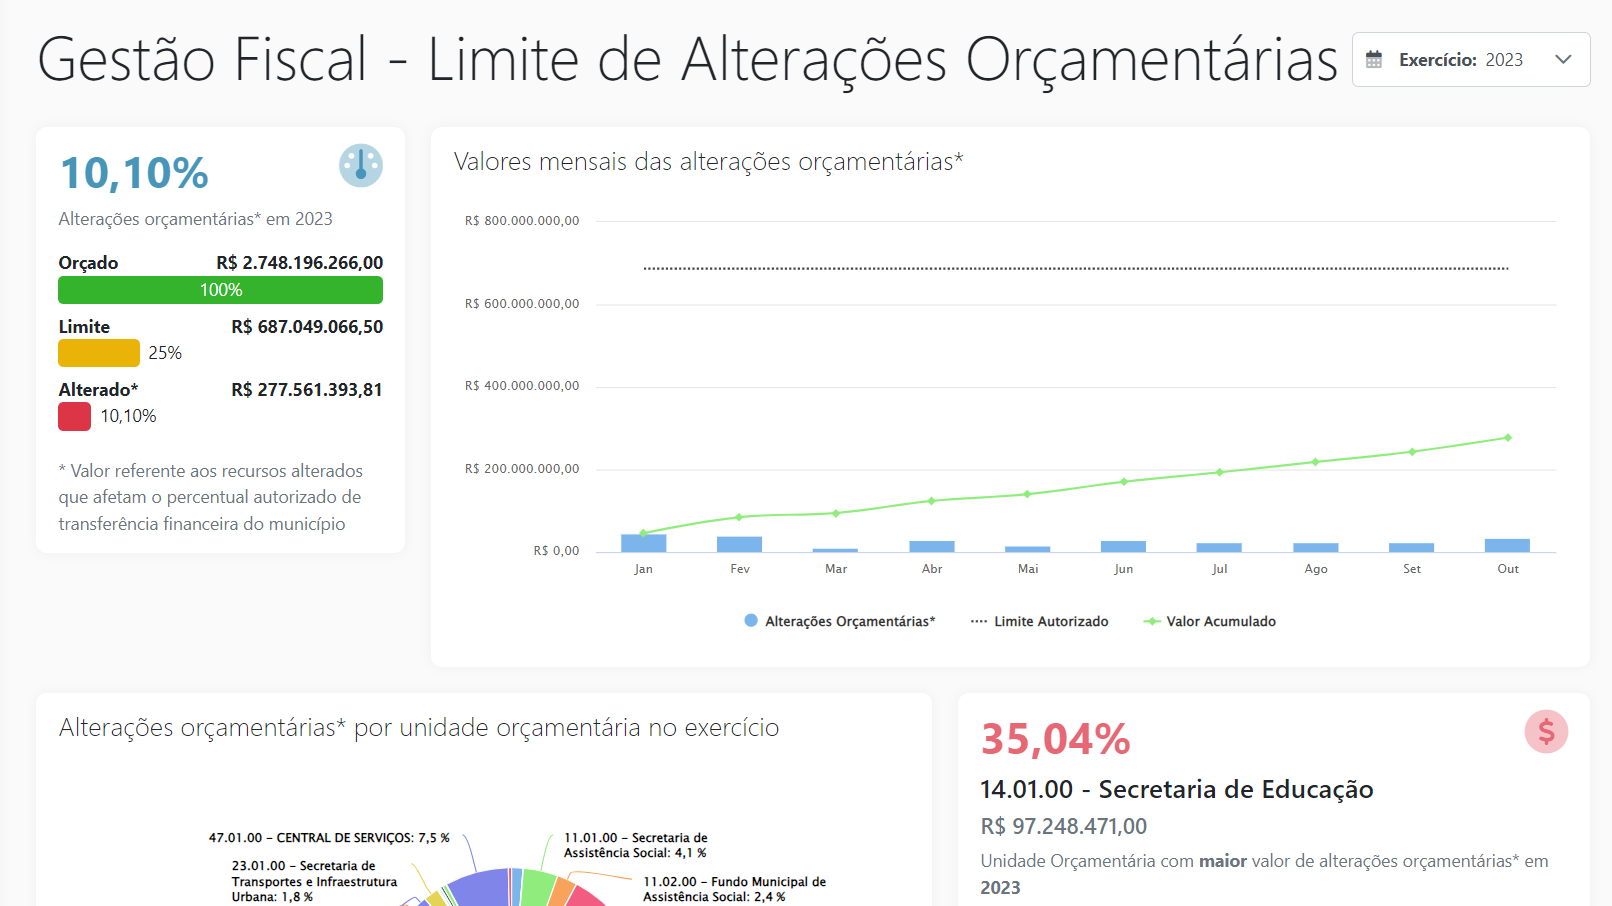 Gestão Fiscal - Limite de Alterações Orçamentárias
Exercício: 2023
10,10%
Alterações orçamentárias* em 2023
Orçado R$ 2.748.196.266,00
100%
Limite R$ 687.049.066,50
25%
Alterado* R$ 277.561.393,81
10,10%
* Valor referente aos recursos alterados
que afetam o percentual autorizado de
transferência financeira do município
Valores mensais das alterações orçamentárias*
R$ 800.000.000,00
R$ 600.000.000,00
R$ 400.000.000,00
R$ 200.000.000,00
R$ 0,00
Jan Fev Mar Abr Mai Jun Jul Ago Set Out
Alterações Orçamentárias* Limite Autorizado Valor Acumulado
Alterações orçamentárias* por unidade orçamentária no exercício
47.01.00 - CENTRAL DE SERVIÇOS: 7,5 %
23.01.00 - Secretaria de
Transportes e Infraestrutura
Urbana: 1,8 %
11.01.00 - Secretaria de
Assistência Social: 4,1 %
11.02.00 - Fundo Municipal de
Assistência Social: 2,4 %
35,04%
$
14.01.00 - Secretaria de Educação
R$ 97.248.471,00
Unidade Orçamentária com maior valor de alterações orçamentárias* em
2023